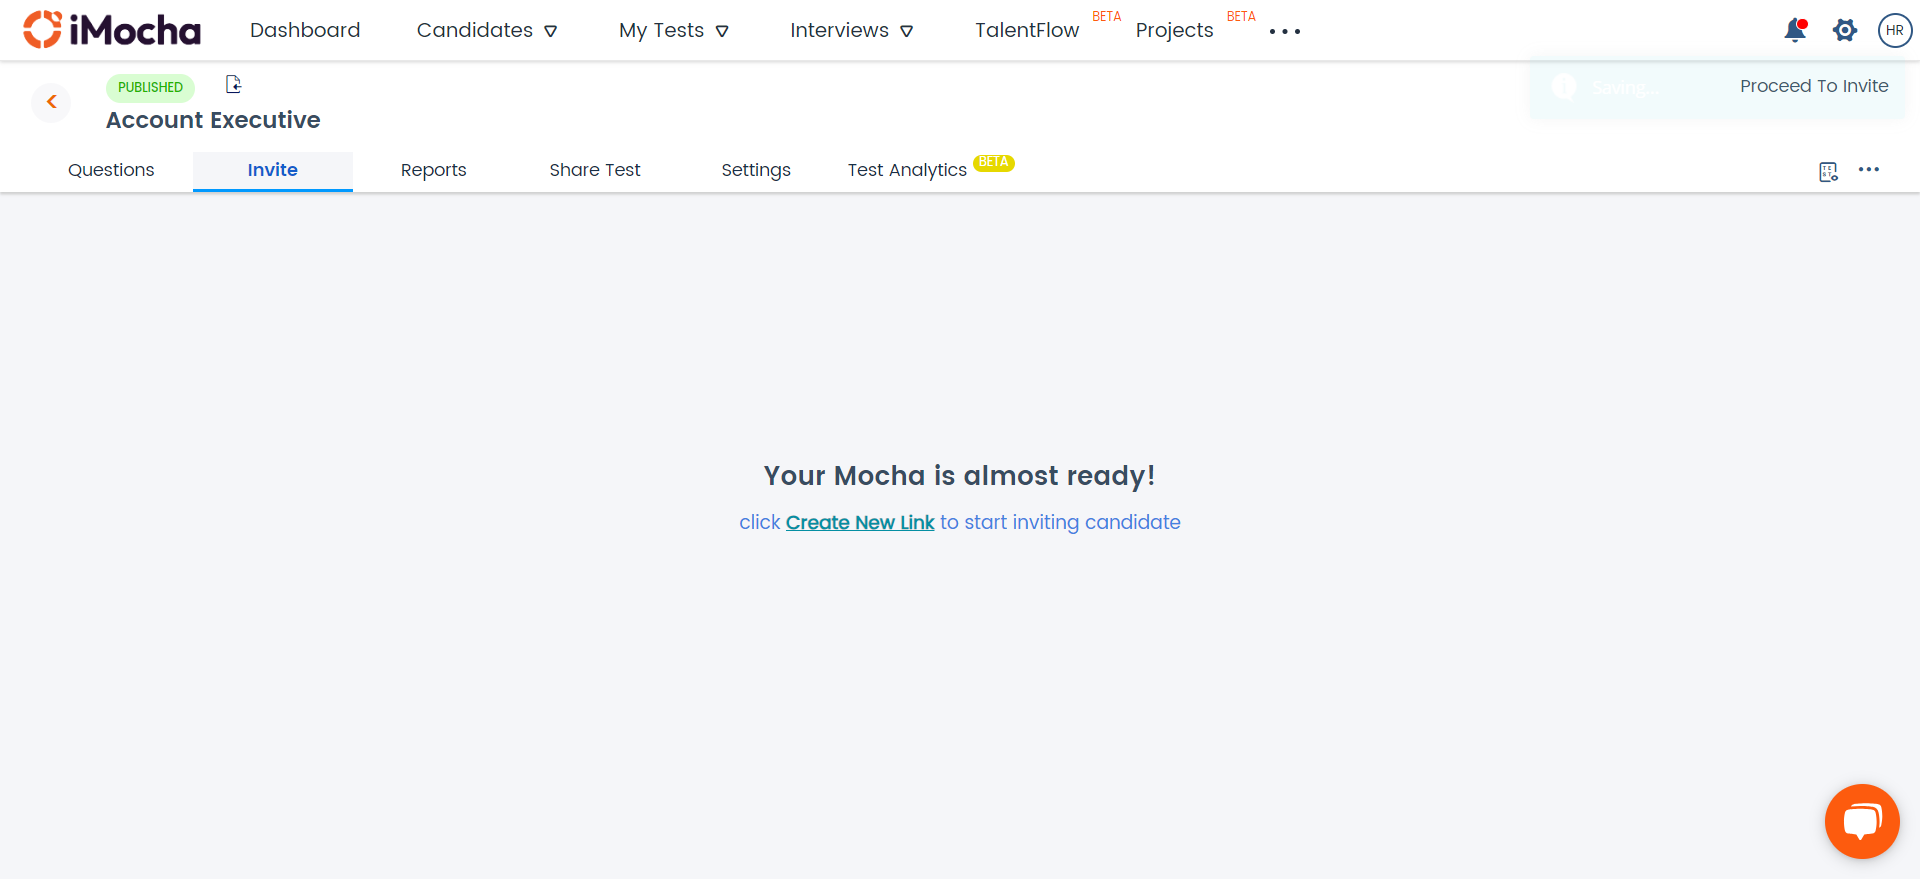 iMocha
Dashboard
Candidates
My Tests
Interviews
TalentFlow BETA
Projects BETA
HR
PUBLISHED
Account Executive
Saving...
Proceed To Invite
Questions
Invite
Reports
Share Test
Settings
Test Analytics BETA
Your Mocha is almost ready!
click Create New Link to start inviting candidate